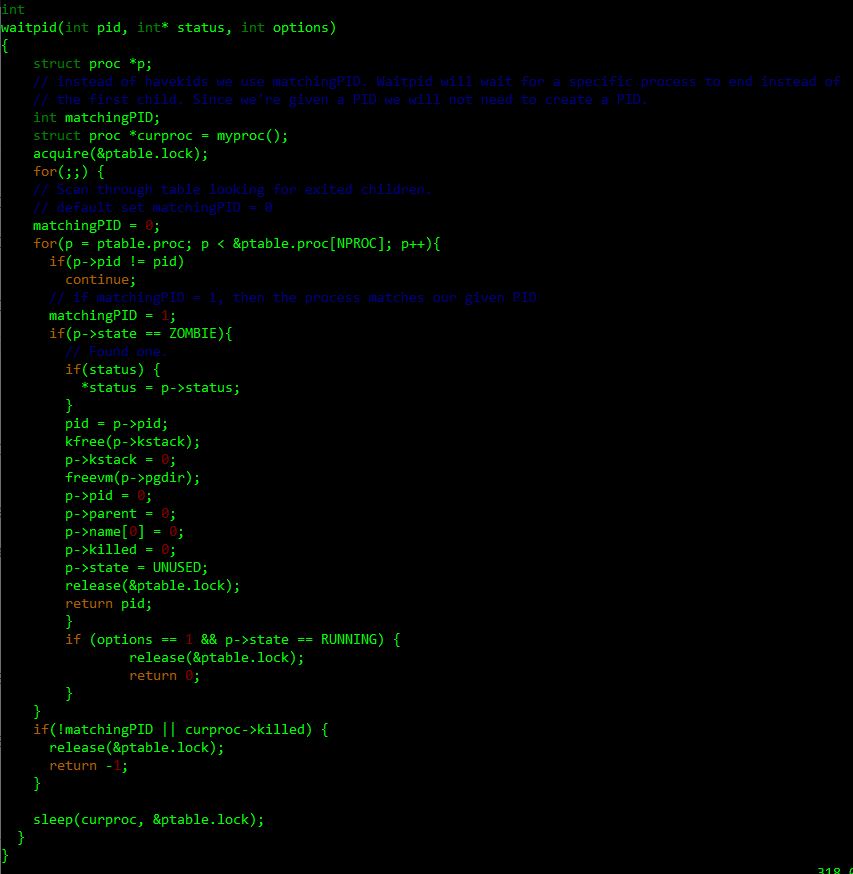 int
waitpid(int pid, int* status, int options)
{
    struct proc *p;
    // instead of havekids we use matchingPID. Waitpid will wait for a specific process to end instead of
    // the first child. Since we're given a PID we will not need to create a PID.
    int matchingPID;
    struct proc *curproc = myproc();
    acquire(&ptable.lock);
    for(;;) {
    // Scan through table looking for exited children.
    // default set matchingPID = 0
    matchingPID = 0;
    for(p = ptable.proc; p < &ptable.proc[NPROC]; p++){
      if(p->pid != pid)
        continue;
      // if matchingPID = 1, then the process matches our given PID
      matchingPID = 1;
      if(p->state == ZOMBIE){
        // Found one.
        if(status) {
          *status = p->status;
        }
        pid = p->pid;
        kfree(p->kstack);
        p->kstack = 0;
        freevm(p->pgdir);
        p->pid = 0;
        p->parent = 0;
        p->name[0] = 0;
        p->killed = 0;
        p->state = UNUSED;
        release(&ptable.lock);
        return pid;
        }
        if (options == 1 && p->state == RUNNING) {
                release(&ptable.lock);
                return 0;
        }
    }
    if(!matchingPID || curproc->killed) {
      release(&ptable.lock);
      return -1;
    }

    sleep(curproc, &ptable.lock);
  }
}